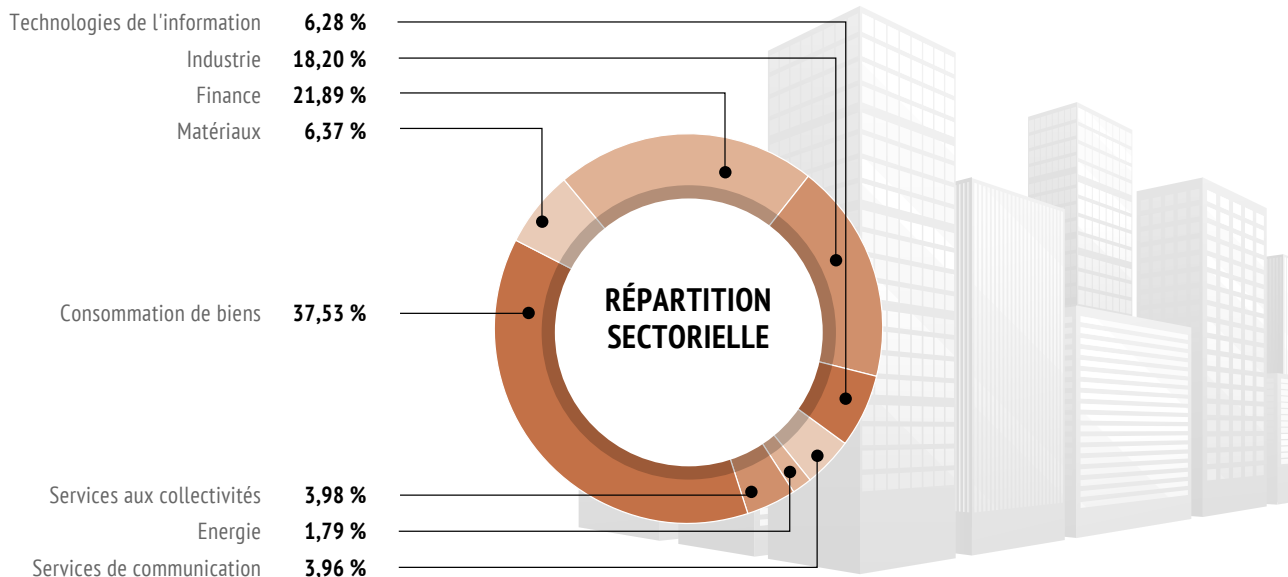 Technologies de l'information 6,28 %
Industrie 18,20 %
Finance 21,89 %
Matériaux 6,37 %
Consommation de biens 37,53 %
RÉPARTITION
SECTORIELLE
Services aux collectivités 3,98 %
Energie 1,79 %
Services de communication 3,96 %